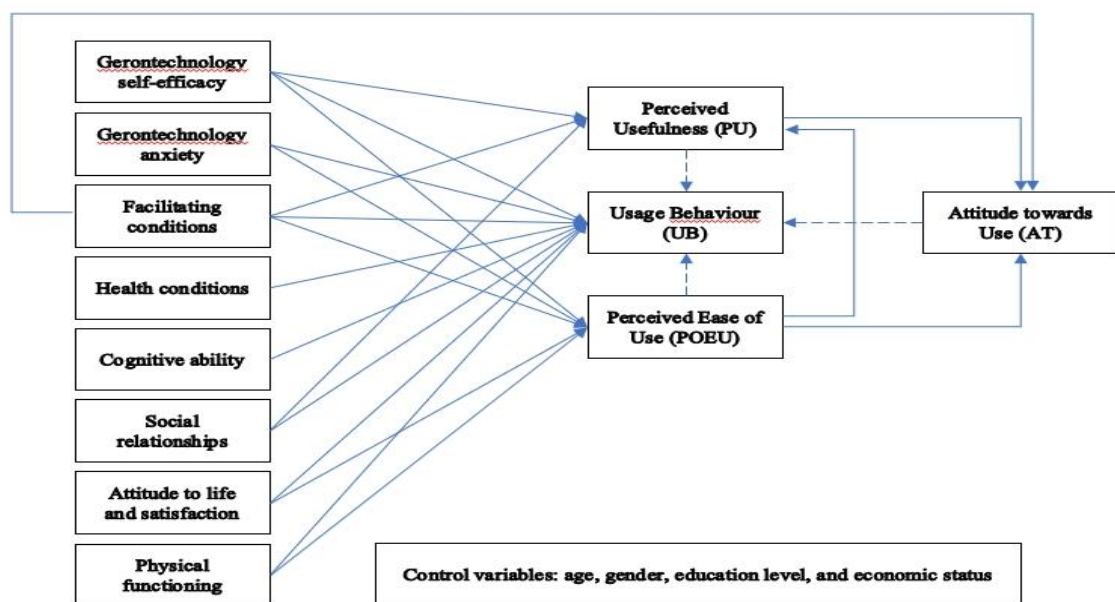 Gerontechnology
self-efficacy
Gerontechnology
anxiety
Facilitating
conditions
Health conditions
Cognitive ability
Social
relationships
Attitude to life
and satisfaction
Physical
functioning
Perceived
Usefulness (PU)
Usage Behaviour
(UB)
Perceived Ease of
Use (POEU)
Attitude towards
Use (AT)
Control variables: age, gender, education level, and economic status